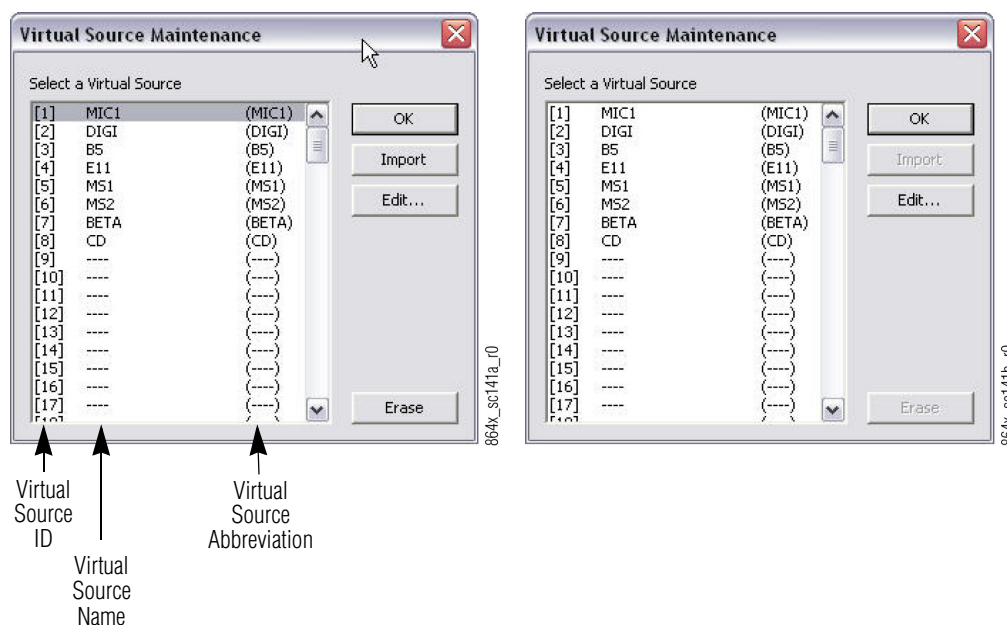 Virtual Source Maintenance
Select a Virtual Source
[1] MIC1 (MIC1)
[2] DIGI (DIGI)
[3] B5 (B5)
[4] E11 (E11)
[5] MS1 (MS1)
[6] MS2 (MS2)
[7] BETA (BETA)
[8] CD (CD)
[9] ---- (----)
[10] ---- (----)
[11] ---- (----)
[12] ---- (----)
[13] ---- (----)
[14] ---- (----)
[15] ---- (----)
[16] ---- (----)
[17] ---- (----)
OK
Import
Edit...
Erase
864x_sc141a_r0
Virtual
Source
ID
Virtual
Source
Name
Virtual
Source
Abbreviation
Virtual Source Maintenance
Select a Virtual Source
[1] MIC1 (MIC1)
[2] DIGI (DIGI)
[3] B5 (B5)
[4] E11 (E11)
[5] MS1 (MS1)
[6] MS2 (MS2)
[7] BETA (BETA)
[8] CD (CD)
[9] ---- (----)
[10] ---- (----)
[11] ---- (----)
[12] ---- (----)
[13] ---- (----)
[14] ---- (----)
[15] ---- (----)
[16] ---- (----)
[17] ---- (----)
OK
Import
Edit...
Erase
864x_sc141b_r0